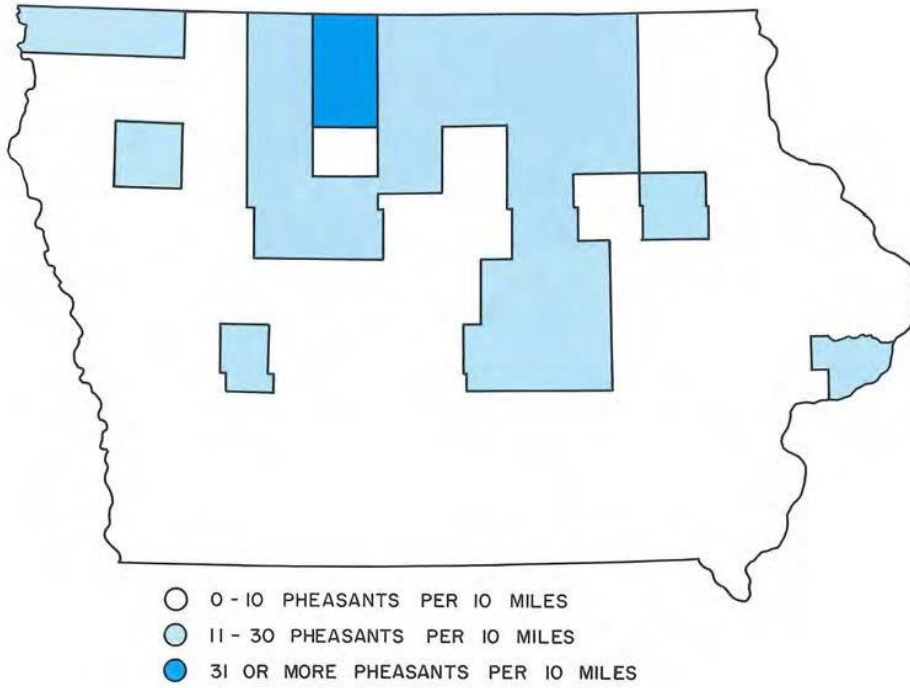 0-10 PHEASANTS PER 10 MILES
11-30 PHEASANTS PER 10 MILES
31 OR MORE PHEASANTS PER 10 MILES